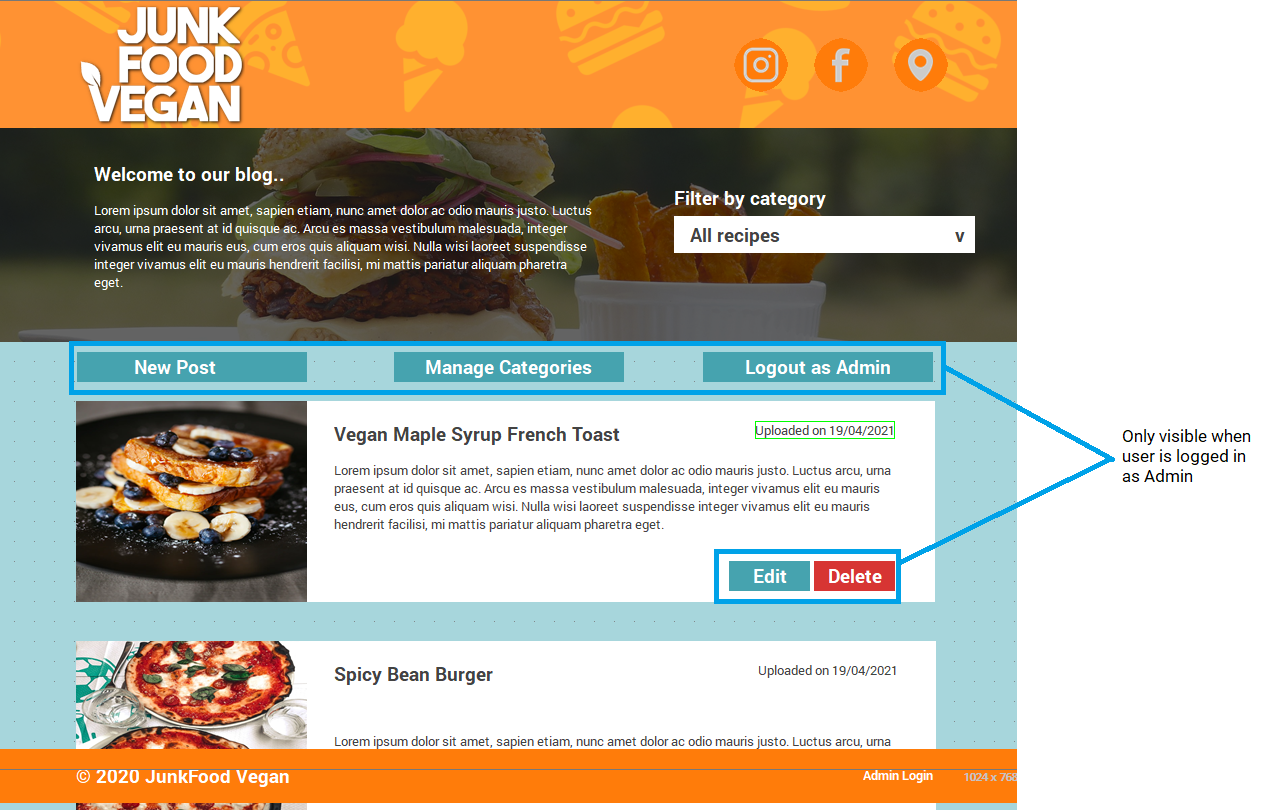 JUNK
FOOD
VEGAN
Welcome to our blog..
Lorem ipsum dolor sit amet, sapien etiam, nunc amet dolor ac odio mauris justo. Luctus
arcu, urna praesent at id quisque ac. Arcu es massa vestibulum malesuada, integer
vivamus elit eu mauris eus, cum eros quis aliquam wisi. Nulla wisi laoreet suspendisse
integer vivamus elit eu mauris hendrerit facilisi, mi mattis pariatur aliquam pharetra
eget.
Filter by category
All recipes v
New Post
Manage Categories
Logout as Admin
Vegan Maple Syrup French Toast
Uploaded on 19/04/2021
Lorem ipsum dolor sit amet, sapien etiam, nunc amet dolor ac odio mauris justo. Luctus arcu, urna
praesent at id quisque ac. Arcu es massa vestibulum malesuada, integer vivamus elit eu mauris
eus, cum eros quis aliquam wisi. Nulla wisi laoreet suspendisse integer vivamus elit eu mauris
hendrerit facilisi, mi mattis pariatur aliquam pharetra eget.
Edit
Delete
Only visible when
user is logged in
as Admin
Spicy Bean Burger
Uploaded on 19/04/2021
Lorem ipsum dolor sit amet, sapien etiam, nunc amet dolor ac odio mauris justo. Luctus arcu, urna
© 2020 JunkFood Vegan
Admin Login
1024 x 768